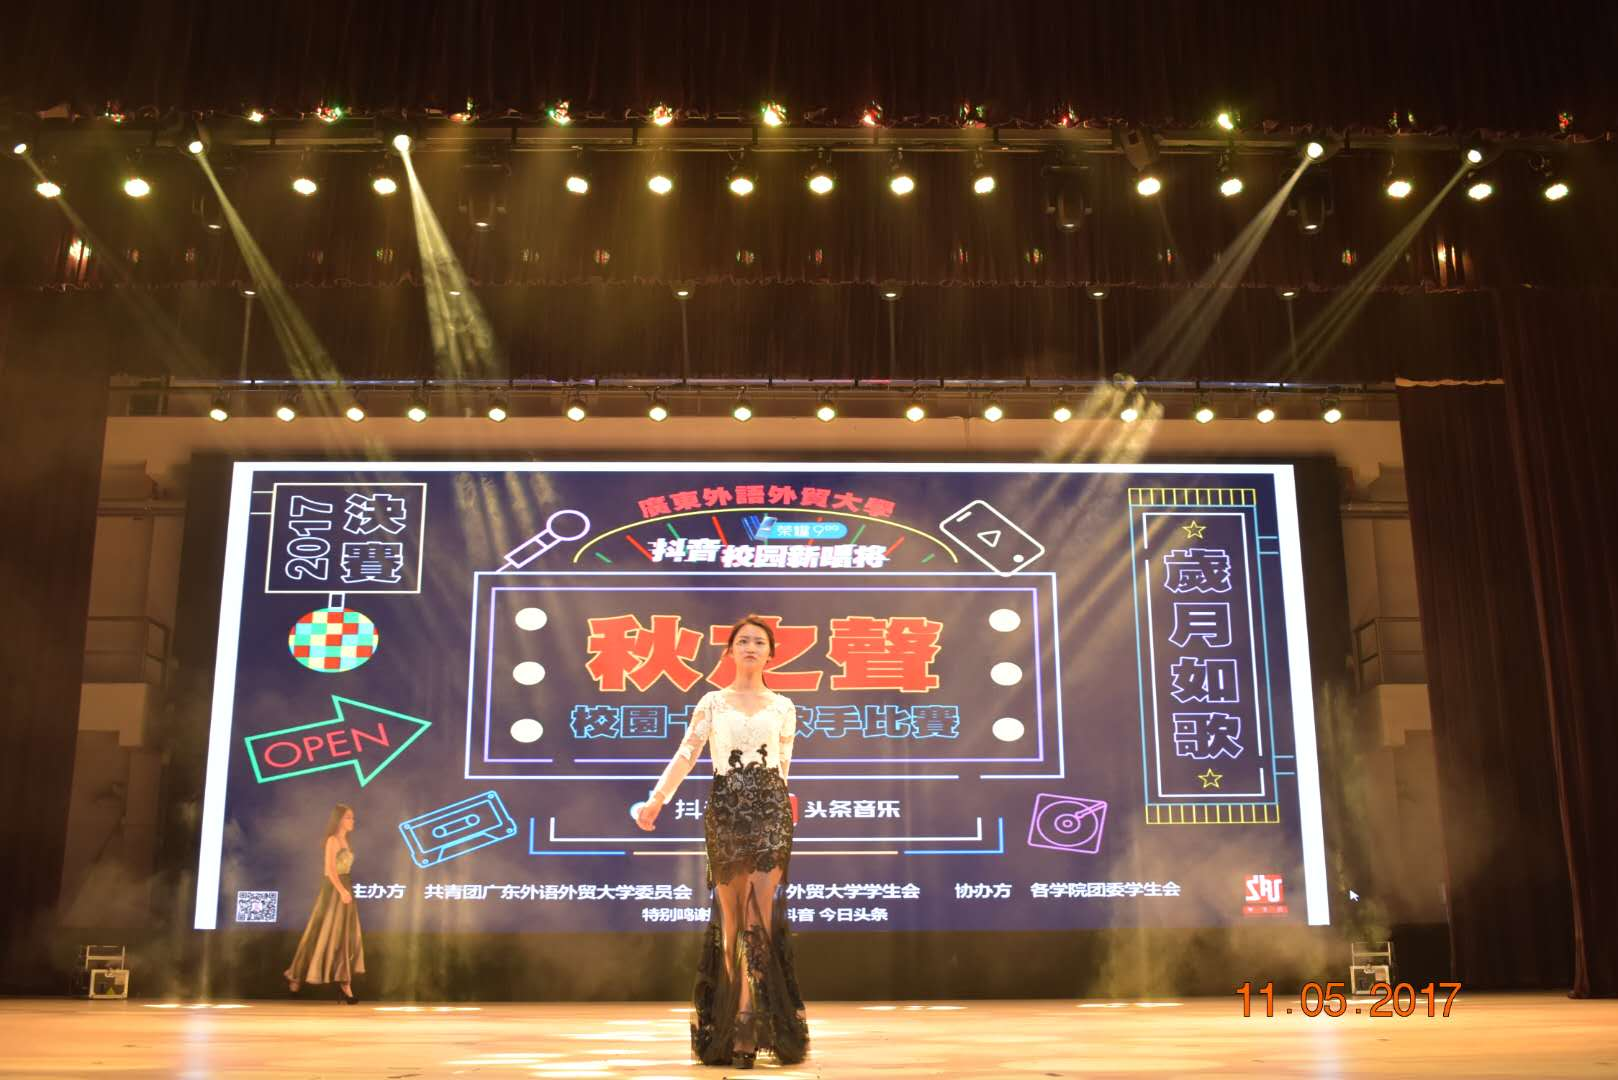 2017
決賽
廣東外語外貿大學
荣耀9
抖音校园新唱将
秋之聲
校園十 歌手比賽
歲月如歌
OPEN
抖 头条音乐
主办方 共青团广东外语外贸大学委员会 外贸大学学生会 协办方 各学院团委学生会
特别鸣谢 抖音 今日头条
11.05.2017